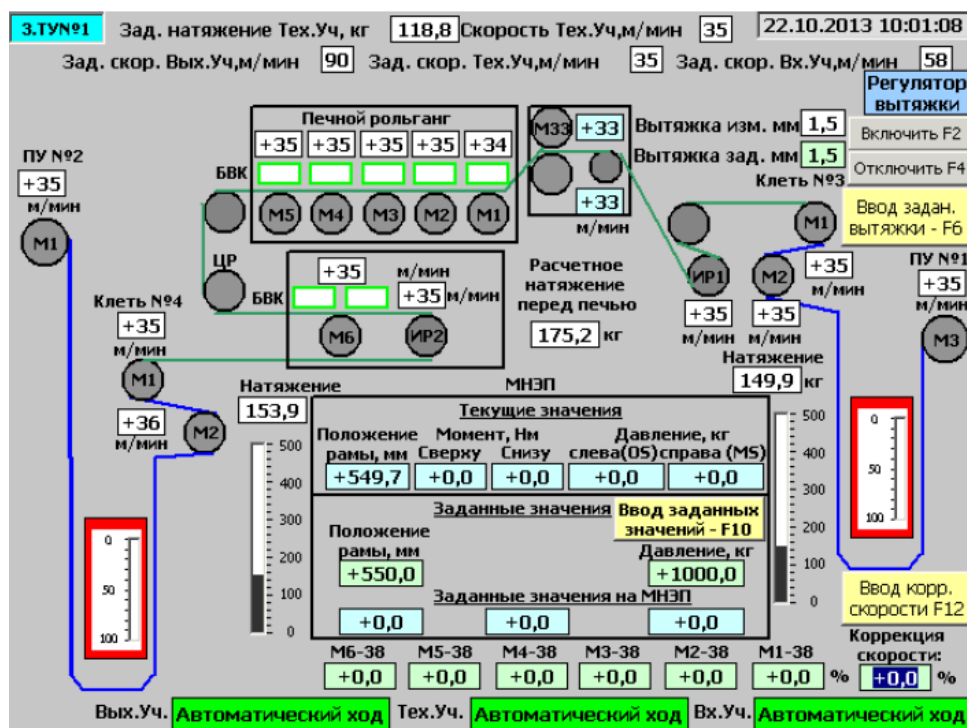 3.ТУ№1 Зад. натяжение Тех.Уч, кг 118,8 Скорость Тех.Уч,м/мин 35 22.10.2013 10:01:08
Зад. скор. Вых.Уч,м/мин 90 Зад. скор. Тех.Уч,м/мин 35 Зад. скор. Вх.Уч,м/мин 58
Регулятор
вытяжки
Печной рольганг
+35 +35 +35 +35 +34
БВК
М5 М4 М3 М2 М1
М33 +33
+33
м/мин
Вытяжка изм. мм 1,5
Вытяжка зад. мм 1,5
Включить F2
Отключить F4
Клеть №3
Ввод задан.
вытяжки - F6
ПУ №2
+35
м/мин
М1
ЦР
БВК
+35 м/мин
+35 м/мин
М6 ИР2
Расчетное
натяжение
перед печью
175,2 кг
М1
ИР1 М2
+35
м/мин
+35 +35
м/мин м/мин
ПУ №1
+35
м/мин
М3
Клеть №4
+35
м/мин
М1
+36
м/мин
М2
Натяжение
153,9
Натяжение
149,9 кг
МНЭП
Текущие значения
Положение
рамы, мм
Момент, Нм
Сверху Снизу
Давление, кг
слева(OS) справа (MS)
+549,7 +0,0 +0,0 +0,0 +0,0
Заданные значения
Ввод заданных
значений - F10
Положение
рамы, мм
+550,0
Давление, кг
+1000,0
Заданные значения на МНЭП
+0,0 +0,0 +0,0
500
400
300
200
100
0
500
400
300
200
100
0
0
50
100
0
50
100
Ввод корр.
скорости F12
Коррекция
скорости:
+0,0 %
М6-38 М5-38 М4-38 М3-38 М2-38 М1-38
+0,0 +0,0 +0,0 +0,0 +0,0 +0,0 %
Вых.Уч. Автоматический ход Тех.Уч. Автоматический ход Вх.Уч. Автоматический ход